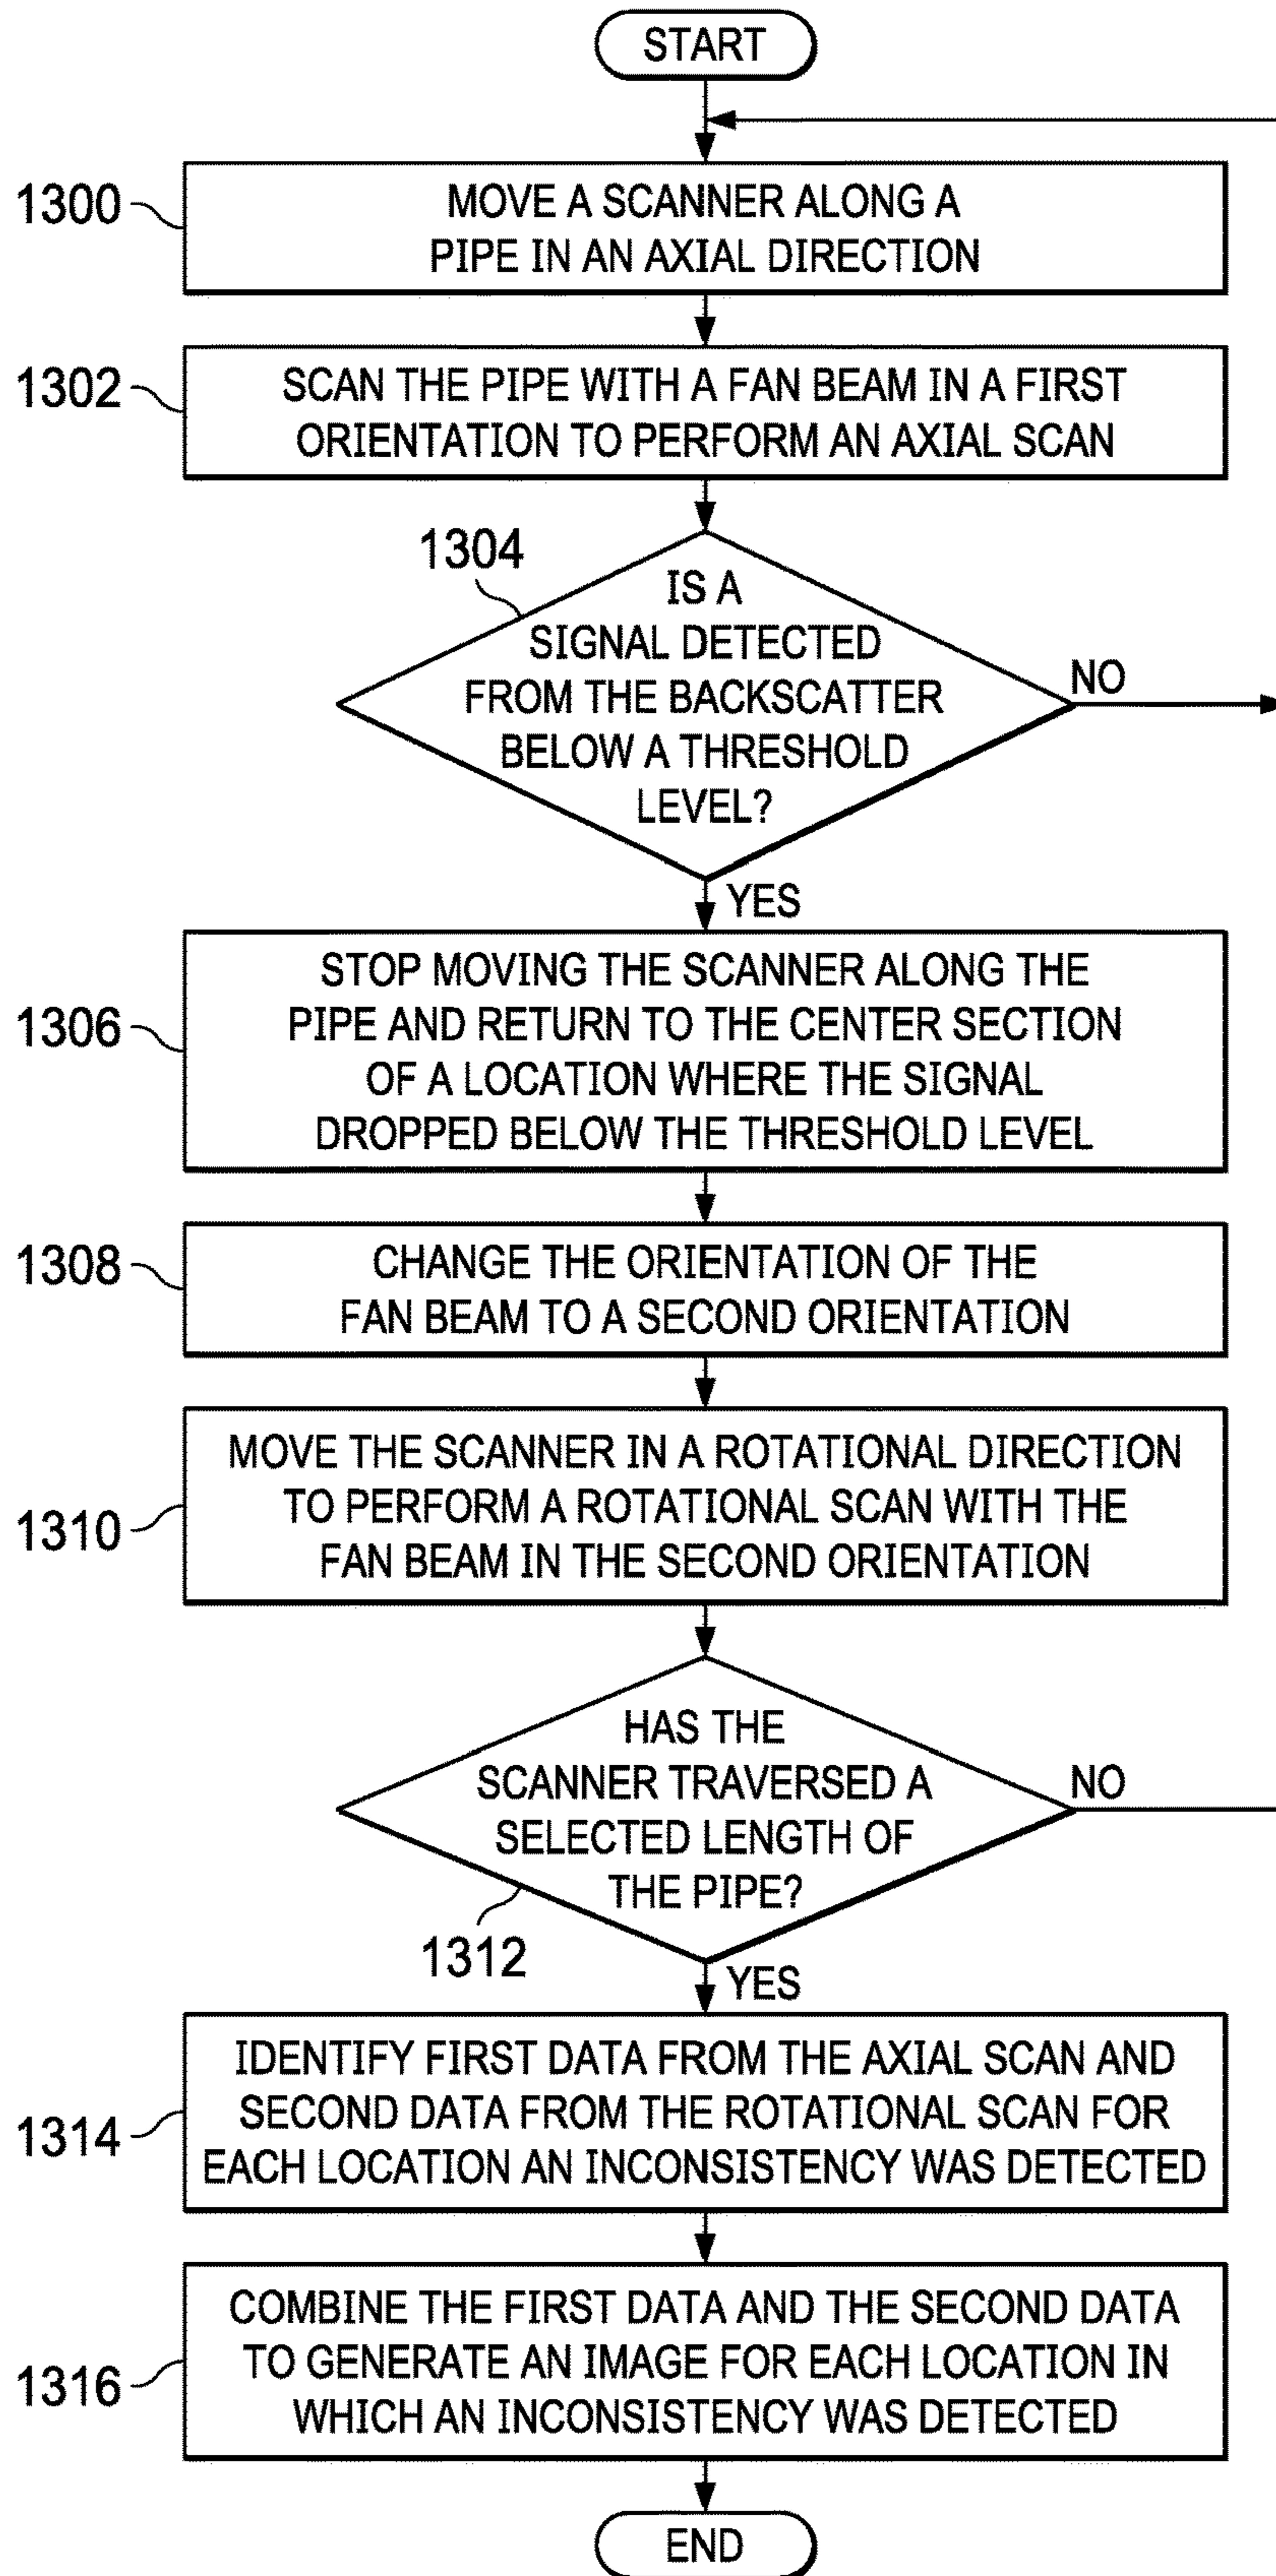 START
1300
MOVE A SCANNER ALONG A
PIPE IN AN AXIAL DIRECTION
1302
SCAN THE PIPE WITH A FAN BEAM IN A FIRST
ORIENTATION TO PERFORM AN AXIAL SCAN
1304
IS A
SIGNAL DETECTED
FROM THE BACKSCATTER
BELOW A THRESHOLD
LEVEL?
NO
YES
1306
STOP MOVING THE SCANNER ALONG THE
PIPE AND RETURN TO THE CENTER SECTION
OF A LOCATION WHERE THE SIGNAL
DROPPED BELOW THE THRESHOLD LEVEL
1308
CHANGE THE ORIENTATION OF THE
FAN BEAM TO A SECOND ORIENTATION
1310
MOVE THE SCANNER IN A ROTATIONAL DIRECTION
TO PERFORM A ROTATIONAL SCAN WITH THE
FAN BEAM IN THE SECOND ORIENTATION
HAS THE
SCANNER TRAVERSED A
SELECTED LENGTH OF
THE PIPE?
NO
1312
YES
1314
IDENTIFY FIRST DATA FROM THE AXIAL SCAN AND
SECOND DATA FROM THE ROTATIONAL SCAN FOR
EACH LOCATION AN INCONSISTENCY WAS DETECTED
1316
COMBINE THE FIRST DATA AND THE SECOND DATA
TO GENERATE AN IMAGE FOR EACH LOCATION IN
WHICH AN INCONSISTENCY WAS DETECTED
END